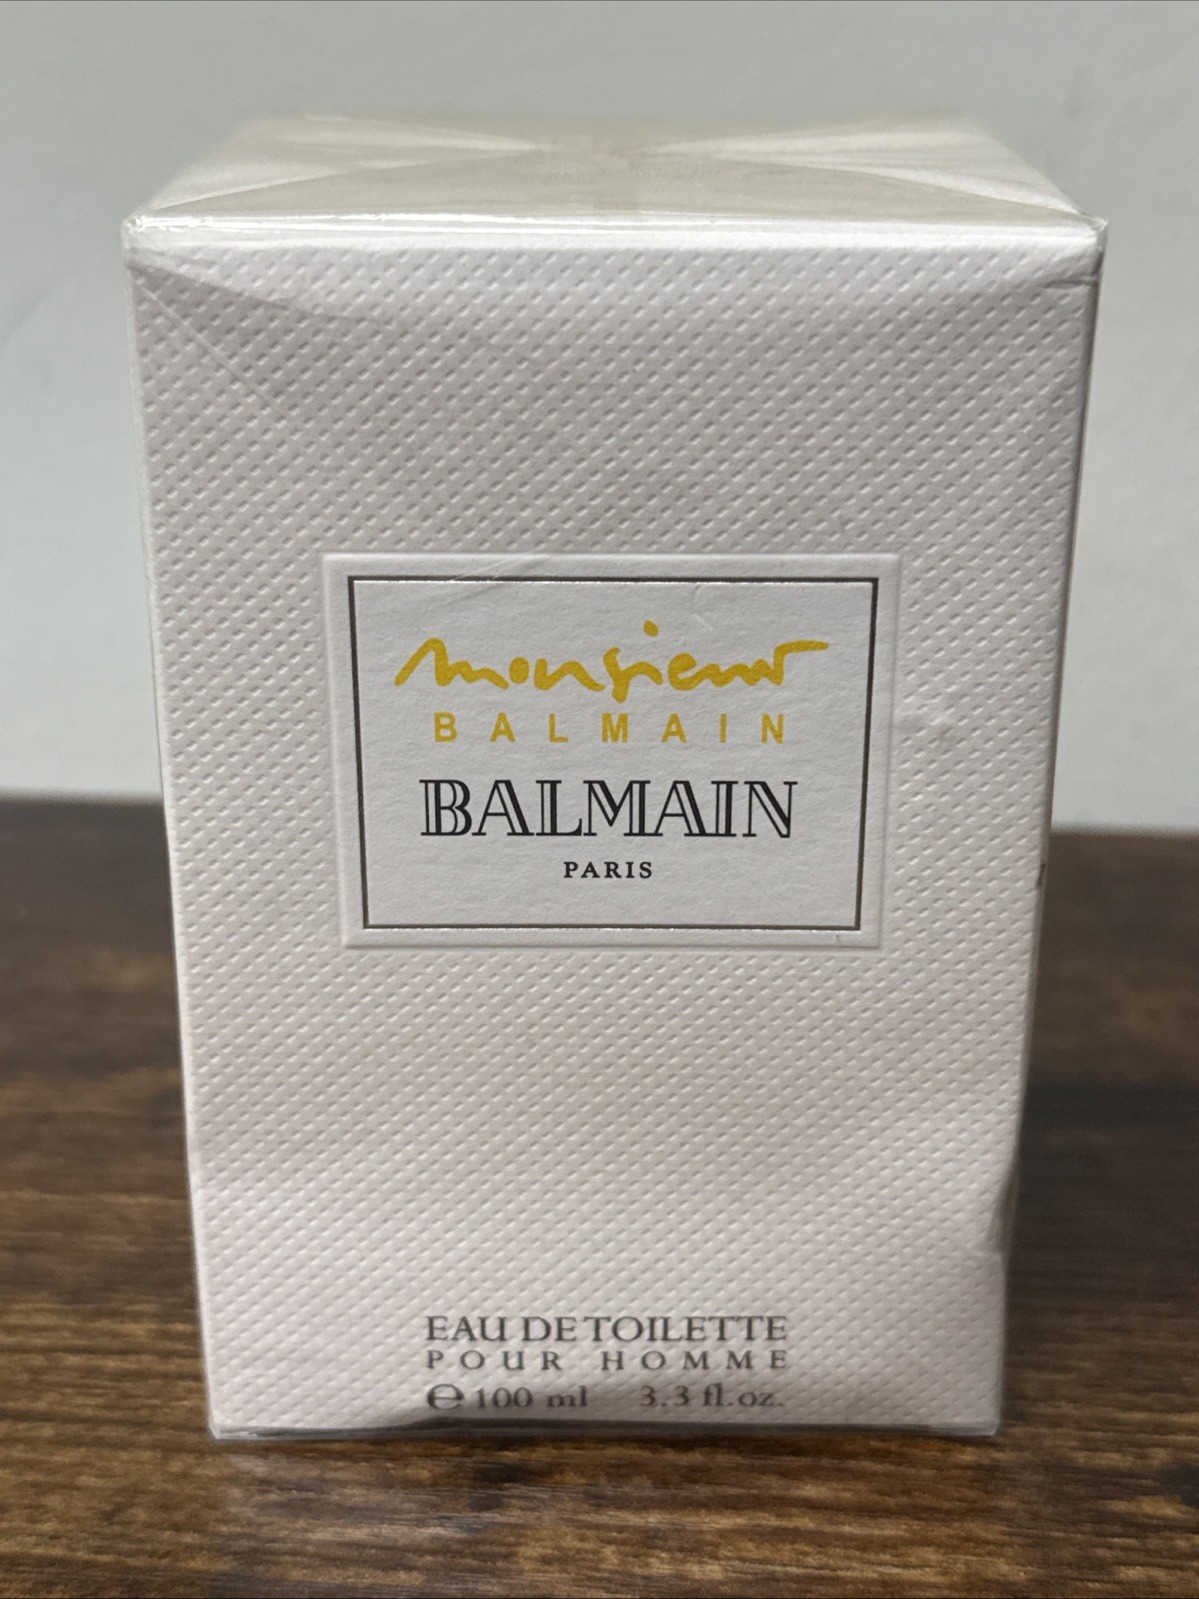 monsieur
BALMAIN
BALMAIN
PARIS
EAU DE TOILETTE
POUR HOMME
℮ 100 ml 3.3 fl.oz.